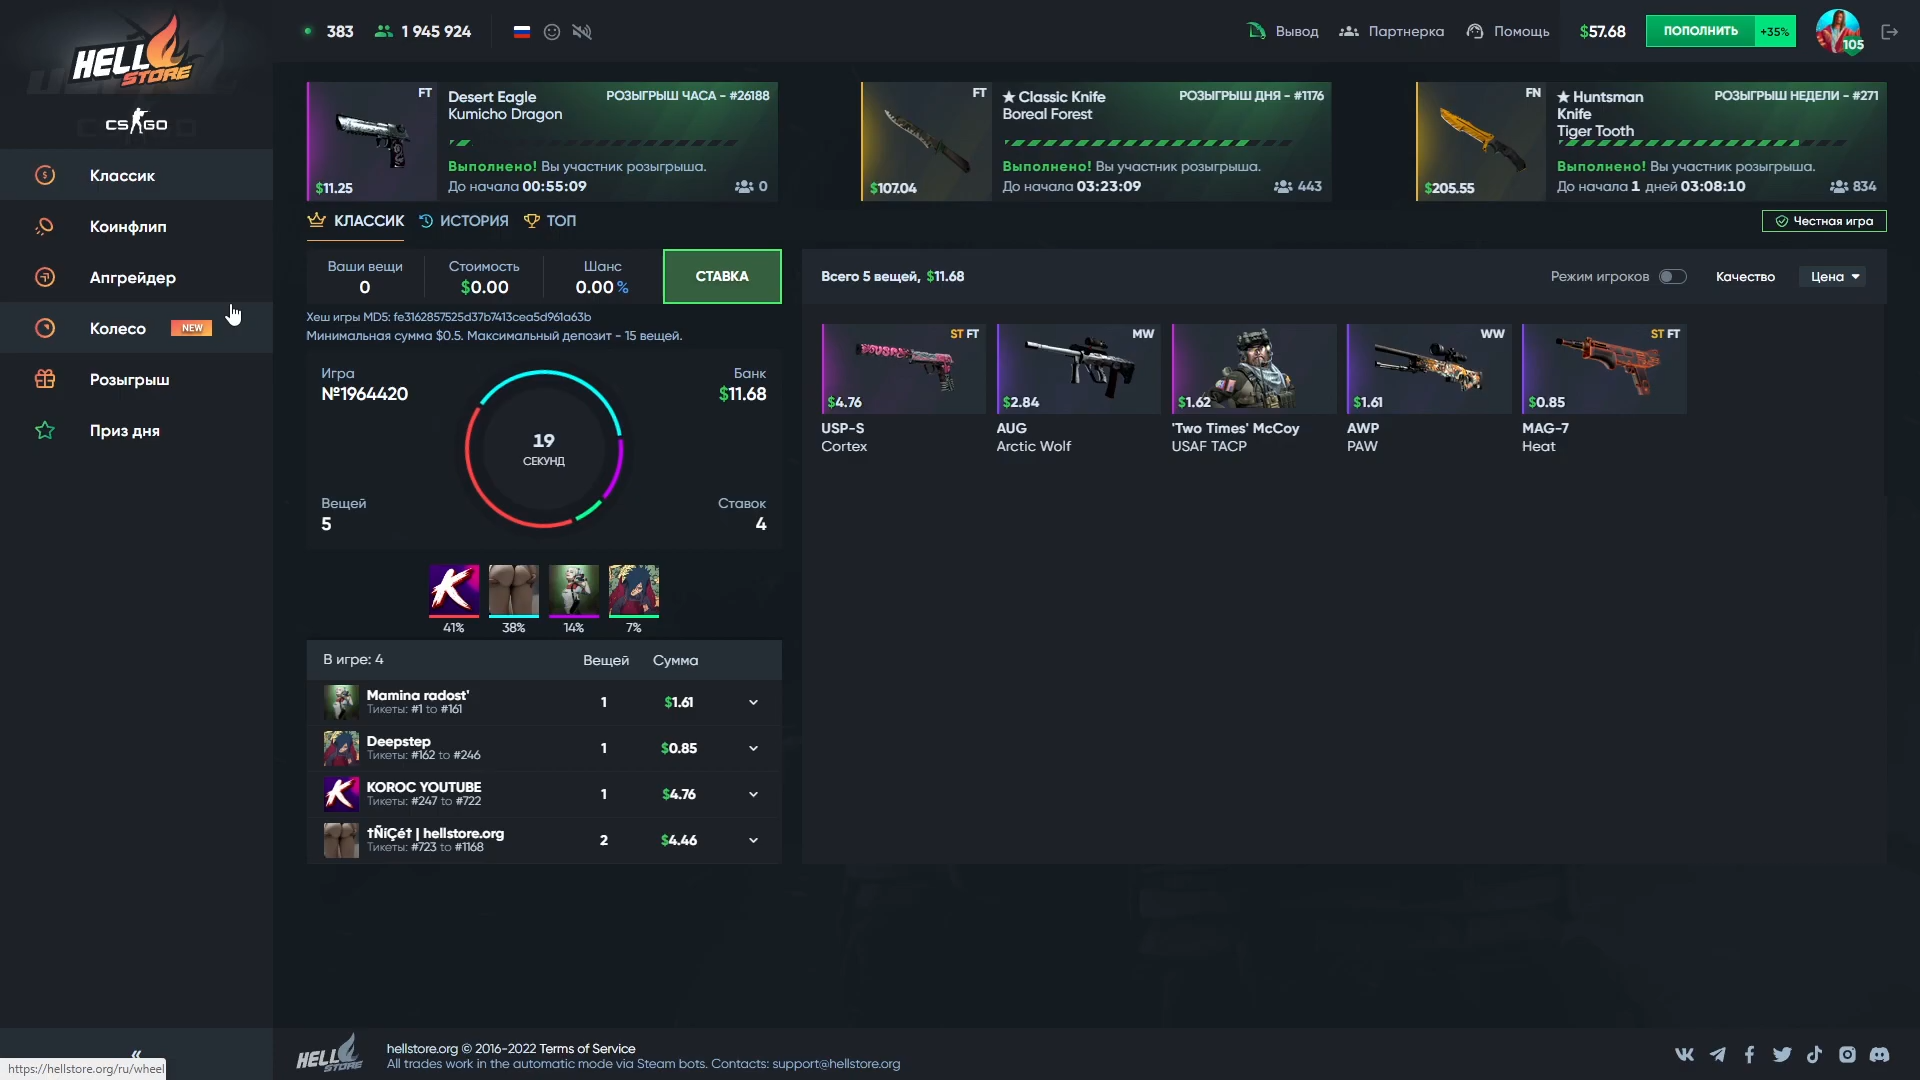 HELL STORE
383
1 945 924
Вывод
Партнерка
Помощь
$57.68
ПОПОЛНИТЬ
+35%
105
CS GO
Классик
Коинфлип
Апгрейдер
Колесо NEW
Розыгрыш
Приз дня
FT
$11.25
Desert Eagle
Kumicho Dragon
РОЗЫГРЫШ ЧАСА - #26188
Выполнено! Вы участник розыгрыша.
До начала 00:55:09
0
FT
$107.04
★ Classic Knife
Boreal Forest
РОЗЫГРЫШ ДНЯ - #1176
Выполнено! Вы участник розыгрыша.
До начала 03:23:09
443
FN
$205.55
★ Huntsman
Knife
Tiger Tooth
РОЗЫГРЫШ НЕДЕЛИ - #271
Выполнено! Вы участник розыгрыша.
До начала 1 дней 03:08:10
834
КЛАССИК
ИСТОРИЯ
ТОП
Честная игра
Ваши вещи
0
Стоимость
$0.00
Шанс
0.00 %
СТАВКА
Хеш игры MD5: fe3162857525d37b7413cea5d961a63b
Минимальная сумма $0.5. Максимальный депозит - 15 вещей.
Игра
№1964420
Банк
$11.68
19
СЕКУНД
Вещей
5
Ставок
4
41%
38%
14%
7%
В игре: 4
Вещей
Сумма
Mamina radost'
Тикеты: #1 to #161
1
$1.61
Deepstep
Тикеты: #162 to #246
1
$0.85
KOROC YOUTUBE
Тикеты: #247 to #722
1
$4.76
†ÑíÇé† | hellstore.org
Тикеты: #723 to #1168
2
$4.46
Всего 5 вещей, $11.68
Режим игроков
Качество
Цена
ST FT
$4.76
USP-S
Cortex
MW
$2.84
AUG
Arctic Wolf
$1.62
'Two Times' McCoy
USAF TACP
WW
$1.61
AWP
PAW
ST FT
$0.85
MAG-7
Heat
HELL STORE
hellstore.org © 2016-2022 Terms of Service
All trades work in the automatic mode via Steam bots. Contacts: support@hellstore.org
https://hellstore.org/ru/wheel